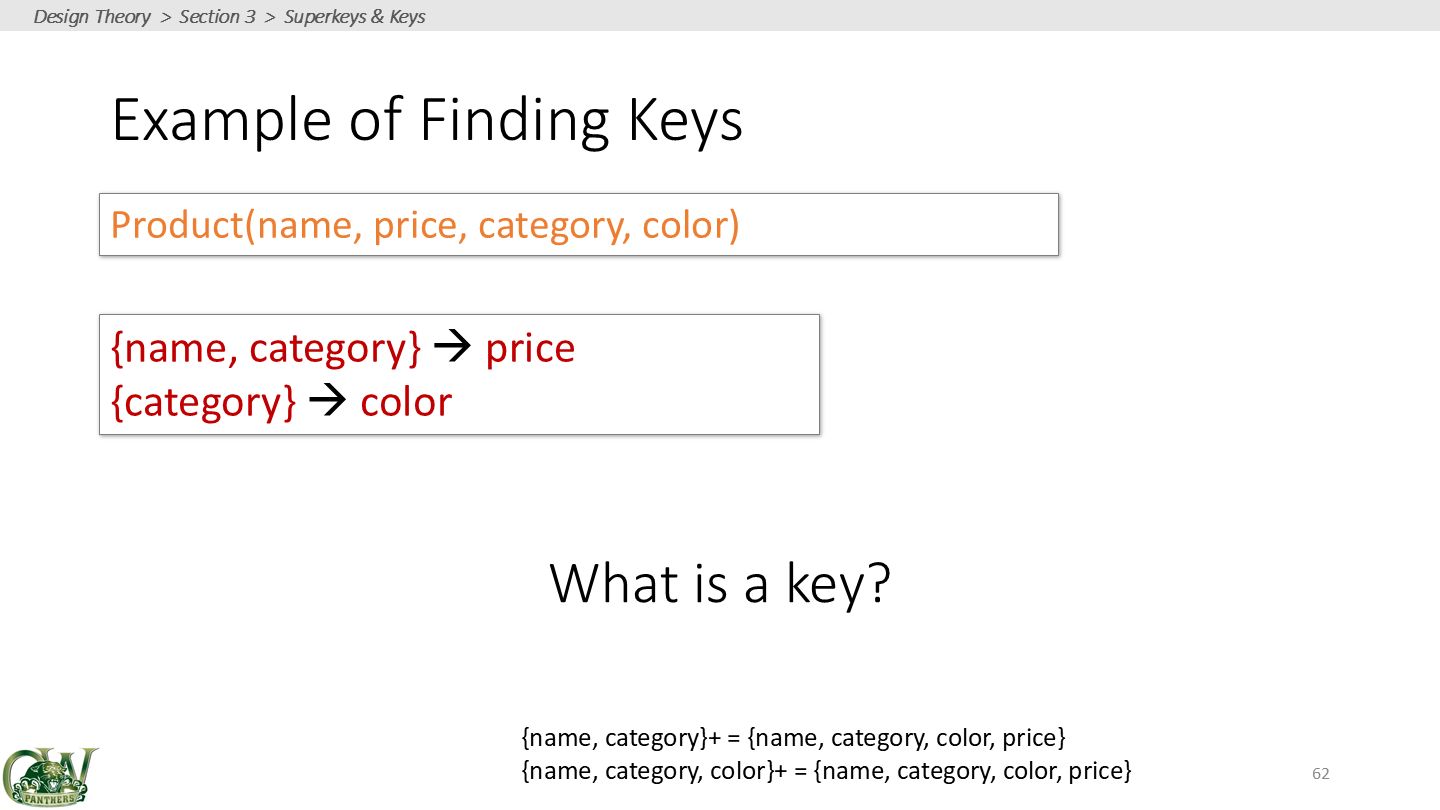 Design Theory > Section 3 > Superkeys & Keys
Example of Finding Keys
Product(name, price, category, color)
{name, category} → price
{category} → color
What is a key?
{name, category}+ = {name, category, color, price}
{name, category, color}+ = {name, category, color, price}
62
OW
PANTHERS